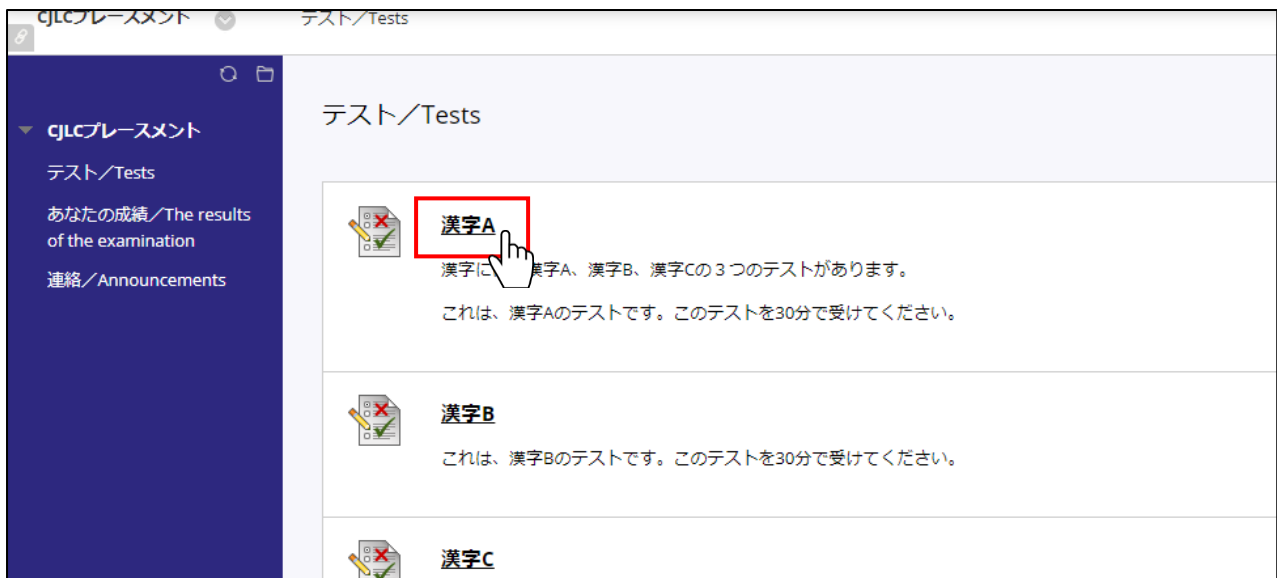 CJLCプレースメント
テスト／Tests
CJLCプレースメント
テスト／Tests
あなたの成績／The results
of the examination
連絡／Announcements
テスト／Tests
漢字A
漢字に 漢字A、漢字B、漢字Cの３つのテストがあります。
これは、漢字Aのテストです。このテストを30分で受けてください。
漢字B
これは、漢字Bのテストです。このテストを30分で受けてください。
漢字C